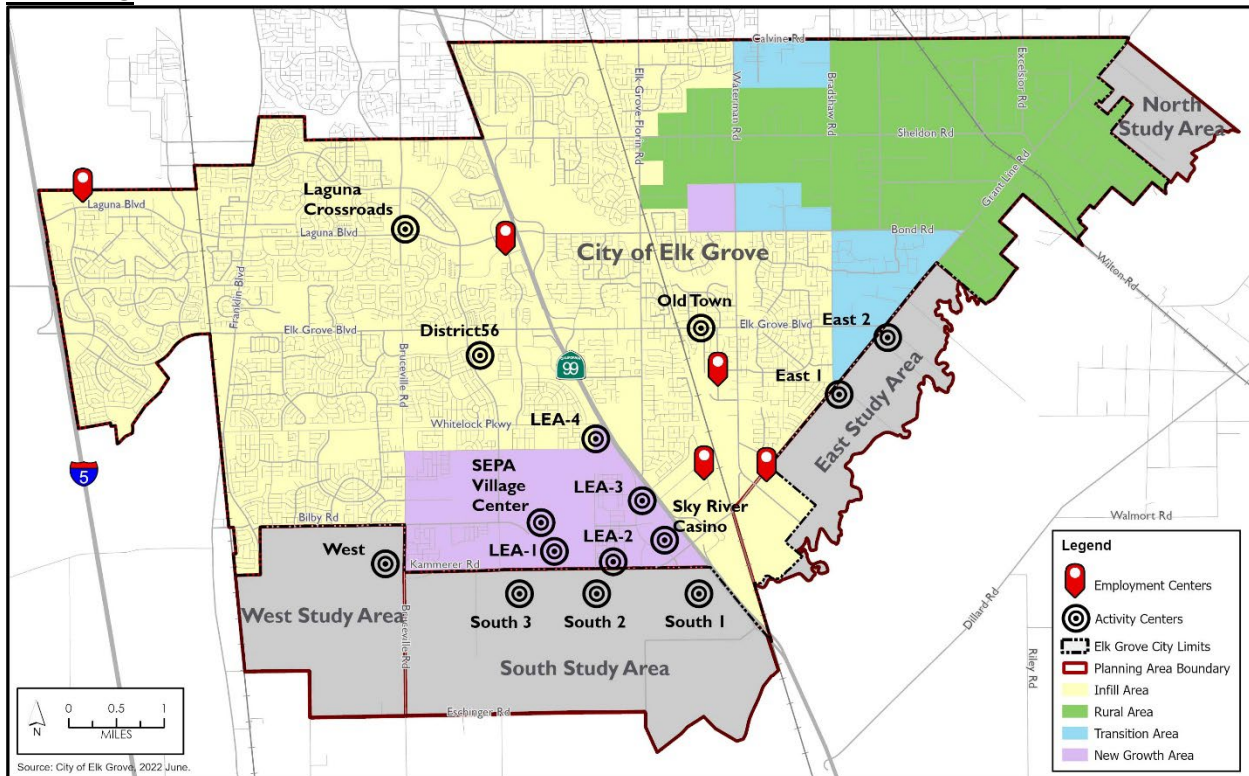 Calvine Rd
Elk Grove Florin Rd
Waterman Rd
Bradshaw Rd
Excelsior Rd
North
Study Area
Sheldon Rd
Grant Line Rd
Laguna
Crossroads
Laguna Blvd
Laguna Blvd
Bond Rd
City of Elk Grove
Wilton Rd
Franklin Blvd
Old Town
Elk Grove Blvd
District56
Elk Grove Blvd
East 2
Bruceville Rd
CALIFORNIA
99
East 1
East Study Area
Whitelock Pkwy
LEA-4
5
SEPA
Village
Center
LEA-3
Sky River
Casino
Bilby Rd
Walmort Rd
West
LEA-1
LEA-2
Kammerer Rd
West Study Area
Bruceville Rd
South 3
South 2
South 1
South Study Area
Dillard Rd
Riley Rd
Eschinger Rd
N
0 0.5 1
MILES
Source: City of Elk Grove, 2022 June.
Legend
Employment Centers
Activity Centers
Elk Grove City Limits
Planning Area Boundary
Infill Area
Rural Area
Transition Area
New Growth Area